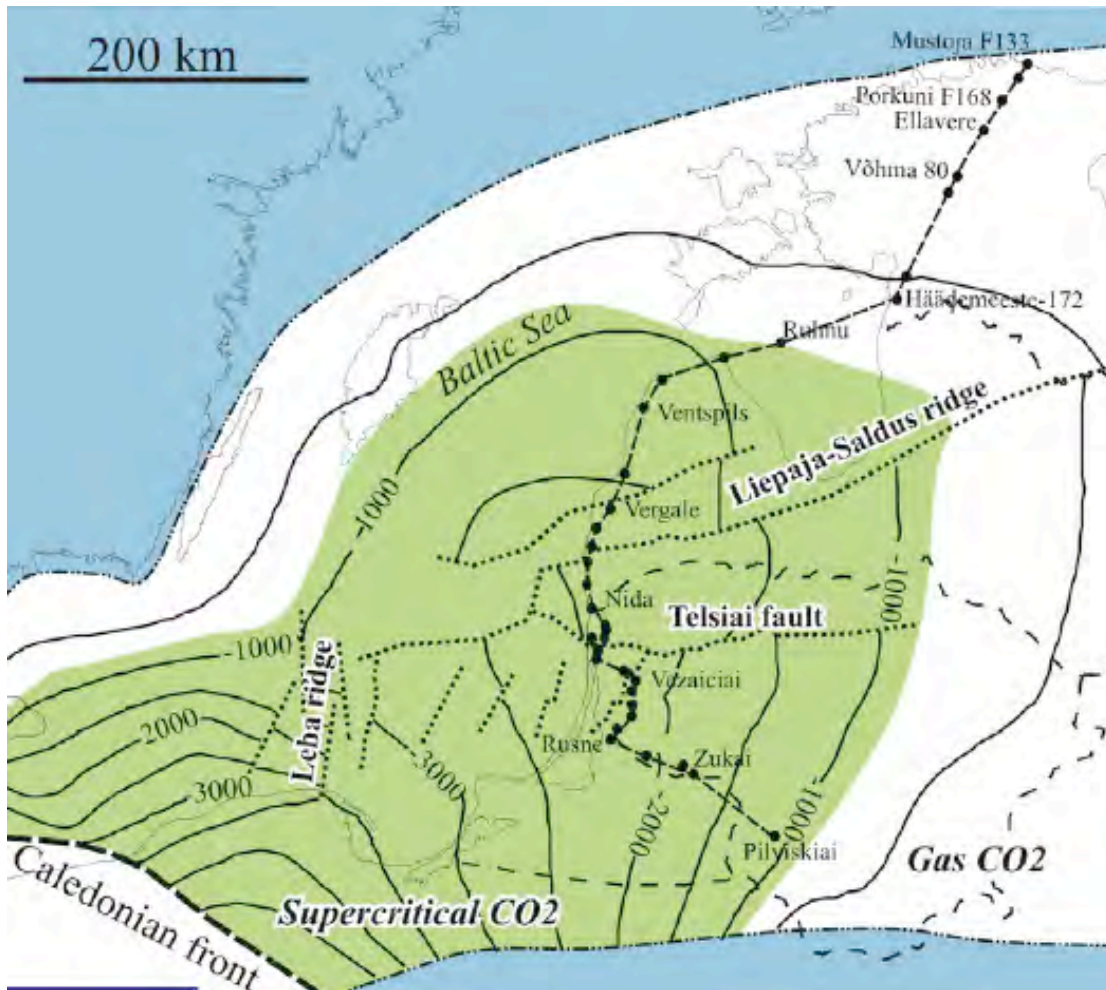 200 km
Mustoja F133
Porkuni F168
Ellavere
Võhma 80
Häädemeeste-172
Ruhnu
Baltic Sea
Ventspils
Liepaja-Saldus ridge
-1000
Vergale
-1000
Nida
Telsiai fault
-1000
Leba ridge
Vezaiciai
2000
Rusne
Zukai
-3000
-3000
-2000
-1000
Pilviskiai
Gas CO2
Supercritical CO2
Caledonian front